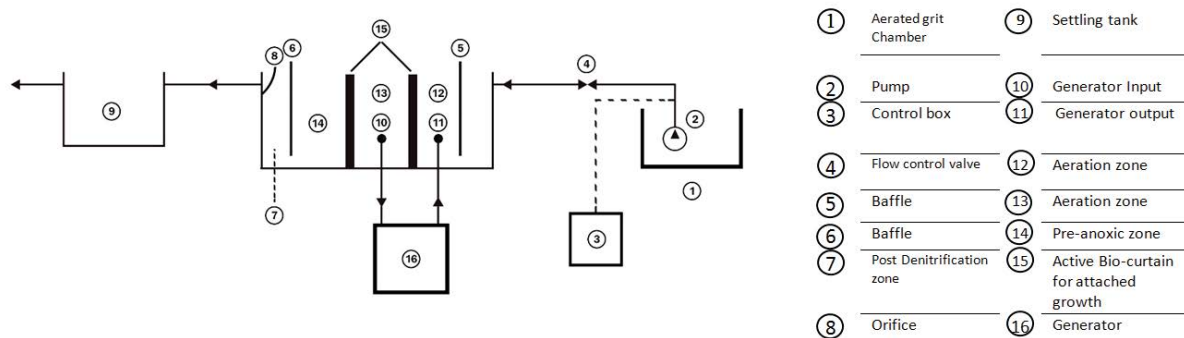 15
8
6
5
4
13
12
2
9
14
10
11
1
7
3
16
1 Aerated grit
Chamber
9 Settling tank
2 Pump
10 Generator Input
3 Control box
11 Generator output
4 Flow control valve
12 Aeration zone
5 Baffle
13 Aeration zone
6 Baffle
14 Pre-anoxic zone
7 Post Denitrification
zone
15 Active Bio-curtain
for attached
growth
8 Orifice
16 Generator